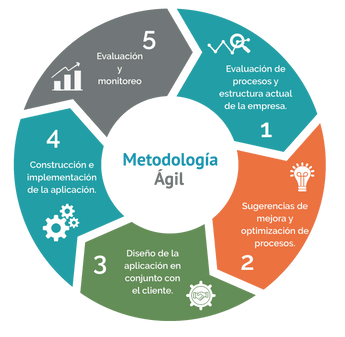 Metodología
Ágil
Evaluación de
procesos y
estructura actual
de la empresa.
1
Sugerencias de
mejora y
optimización de
procesos.
2
3
Diseño de la
aplicación en
conjunto con
el cliente.
4
Construcción e
implementación
de la aplicación.
5
Evaluación
y
monitoreo